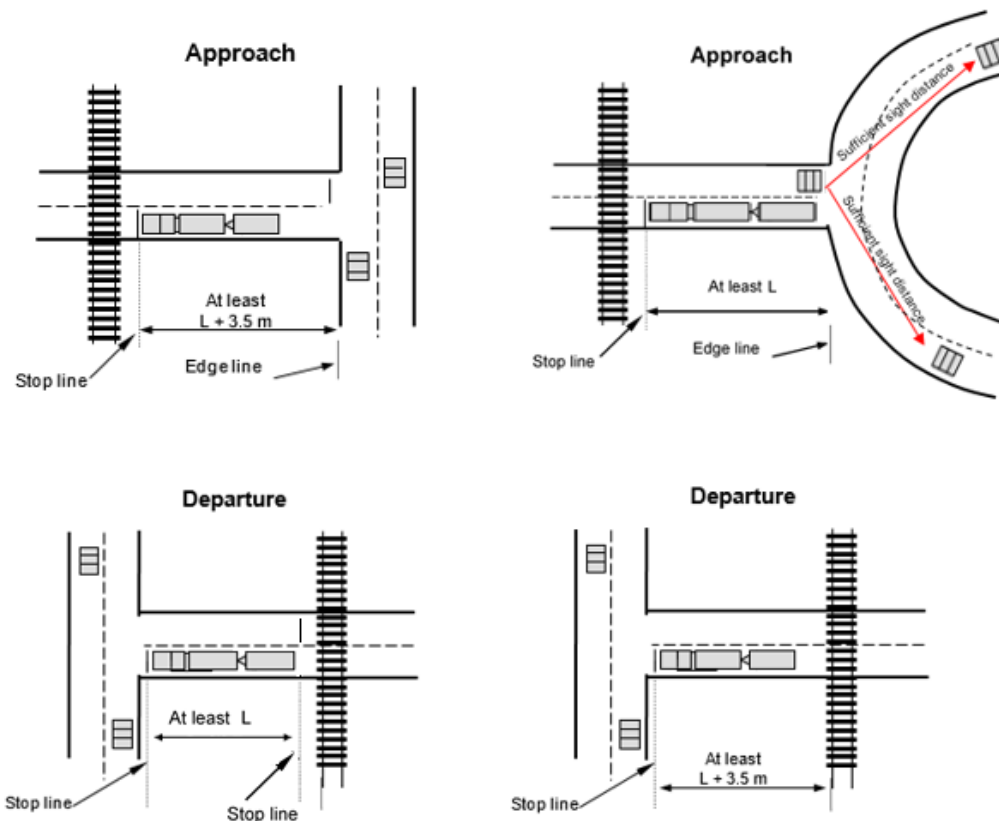 Approach
At least
L + 3.5 m
Edge line
Stop line
Approach
Sufficient sight distance
Sufficient sight distance
At least L
Edge line
Stop line
Departure
At least L
Stop line
Stop line
Departure
At least
L + 3.5 m
Stop line